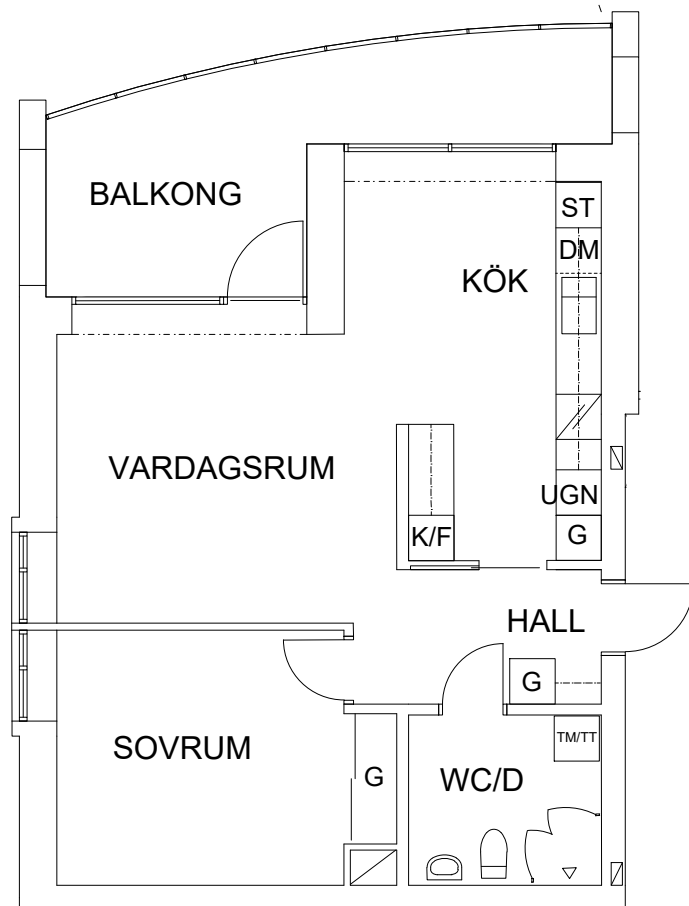 BALKONG
ST
DM
KÖK
VARDAGSRUM
UGN
K/F
G
HALL
G
SOVRUM
TM/TT
G
WC/D